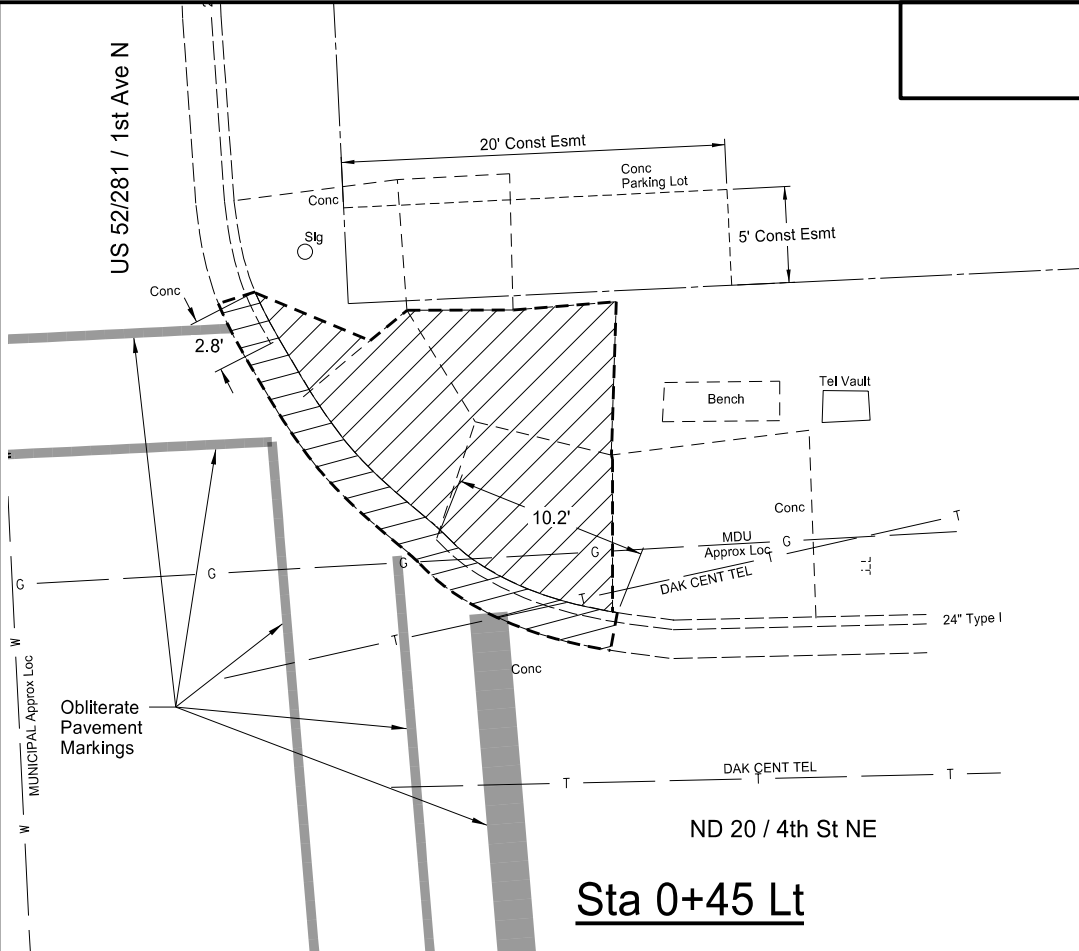 US 52/281 / 1st Ave N
20' Const Esmt
Conc
Parking Lot
Conc
Slg
5' Const Esmt
Conc
2.8'
Tel Vault
Bench
10.2'
Conc
T
MDU
G
Approx Loc
T
G
G
G
G
DAK CENT TEL
T
T
24" Type I
W
Conc
MUNICIPAL Approx Loc
Obliterate
Pavement
Markings
DAK CENT TEL
T
T
T
W
ND 20 / 4th St NE
Sta 0+45 Lt